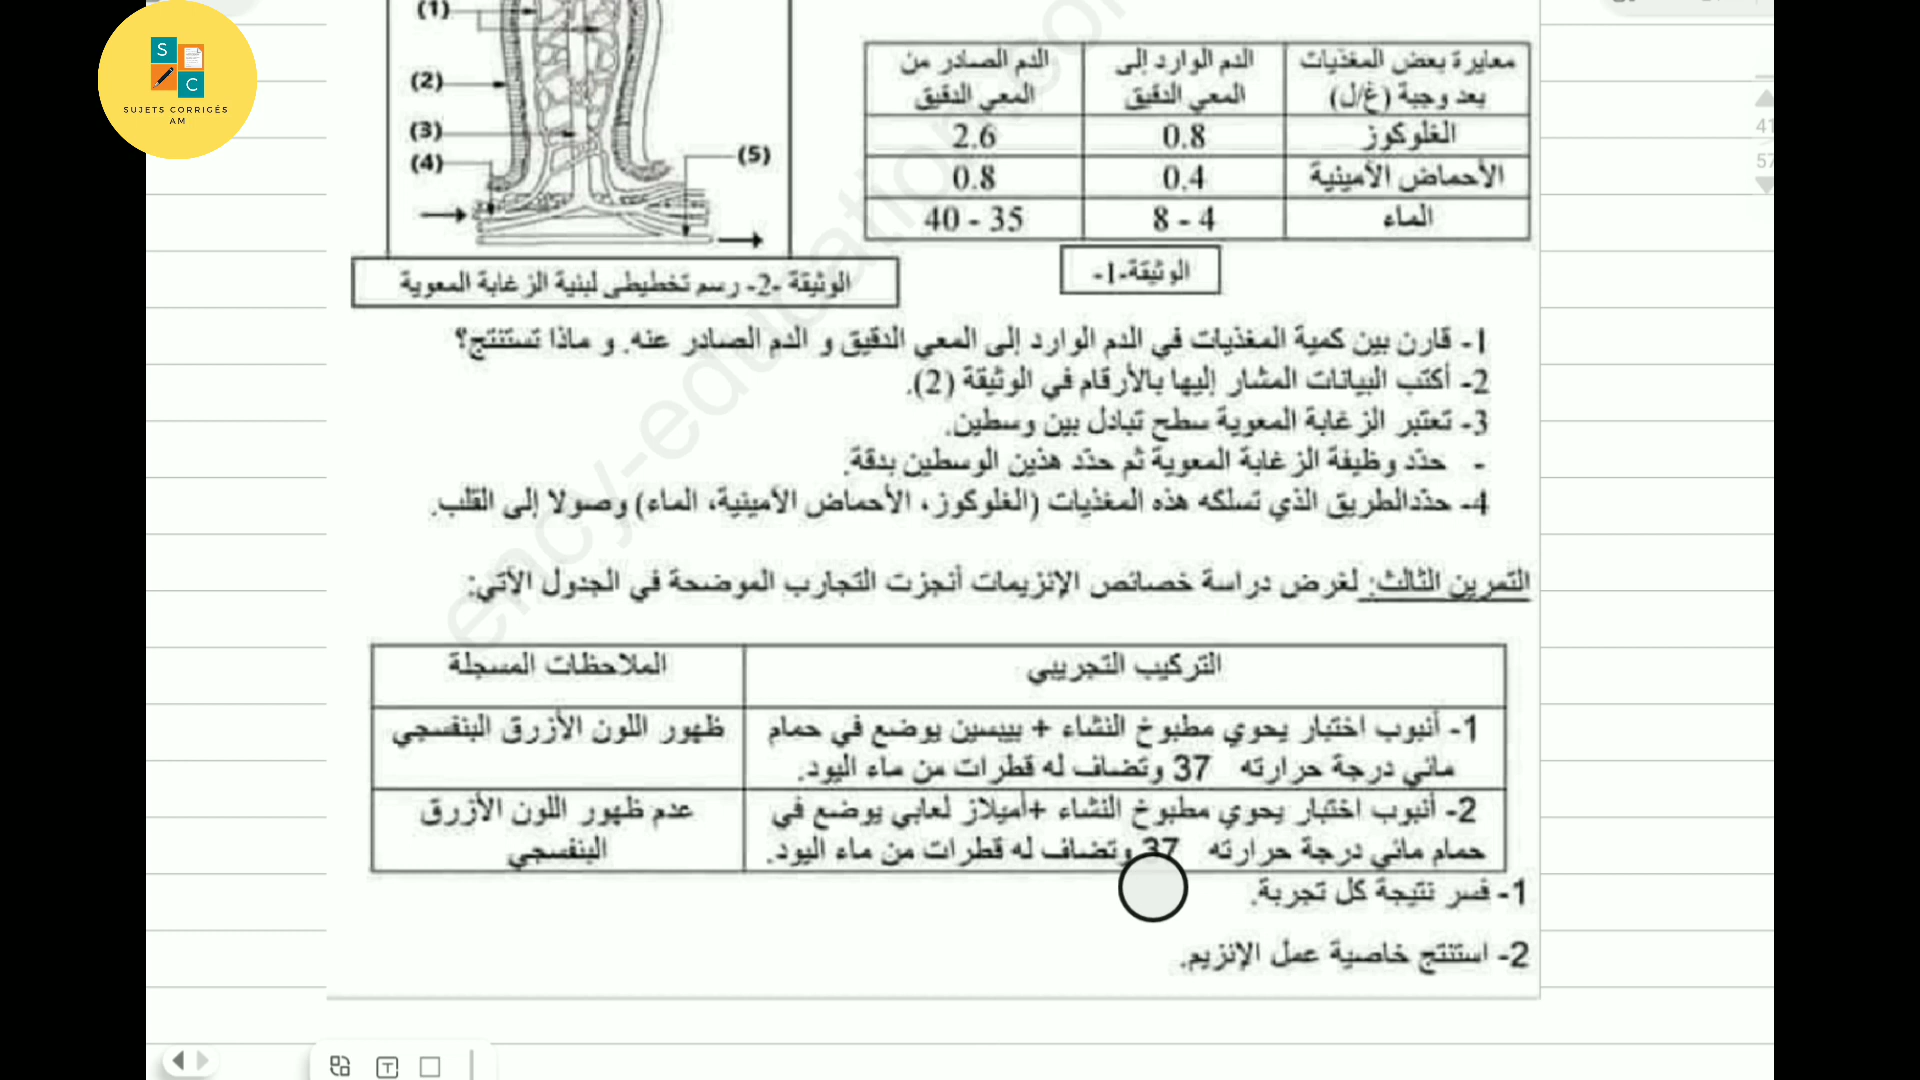 SUJETS CORRIGÉS
AM
S
C
(1)
(2)
(3)
(4)
(5)
معايرة بعض المغذيات بعد وجبة (غ/ل) الدم الوارد إلى المعي الدقيق الدم الصادر من المعي الدقيق
الغلوكوز 0.8 2.6
الأحماض الأمينية 0.4 0.8
الماء 4 - 8 35 - 40
الوثيقة-1-
الوثيقة -2- رسم تخطيطي لبنية الزغابة المعوية
1- قارن بين كمية المغذيات في الدم الوارد إلى المعي الدقيق و الدم الصادر عنه. و ماذا تستنتج؟
2- أكتب البيانات المشار إليها بالأرقام في الوثيقة (2).
3- تعتبر الزغابة المعوية سطح تبادل بين وسطين.
- حدّد وظيفة الزغابة المعوية ثم حدّد هذين الوسطين بدقة.
4- حدّدالطريق الذي تسلكه هذه المغذيات (الغلوكوز، الأحماض الأمينية، الماء) وصولا إلى القلب.
التمرين الثالث: لغرض دراسة خصائص الإنزيمات أنجزت التجارب الموضحة في الجدول الآتي:
التركيب التجريبي الملاحظات المسجلة
1- أنبوب اختبار يحوي مطبوخ النشاء + بيبسين يوضع في حمام
مائي درجة حرارته 37 وتضاف له قطرات من ماء اليود.
ظهور اللون الأزرق البنفسجي
2- أنبوب اختبار يحوي مطبوخ النشاء +أميلاز لعابي يوضع في
حمام مائي درجة حرارته 37 وتضاف له قطرات من ماء اليود.
عدم ظهور اللون الأزرق
البنفسجي
1- فسر نتيجة كل تجربة.
2- استنتج خاصية عمل الإنزيم.
ency-education.co
41
57